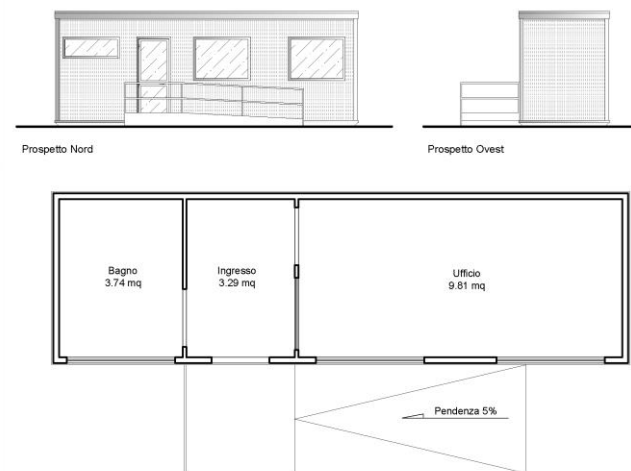 Prospetto Nord
Prospetto Ovest
Bagno
3.74 mq
Ingresso
3.29 mq
Ufficio
9.81 mq
Pendenza 5%